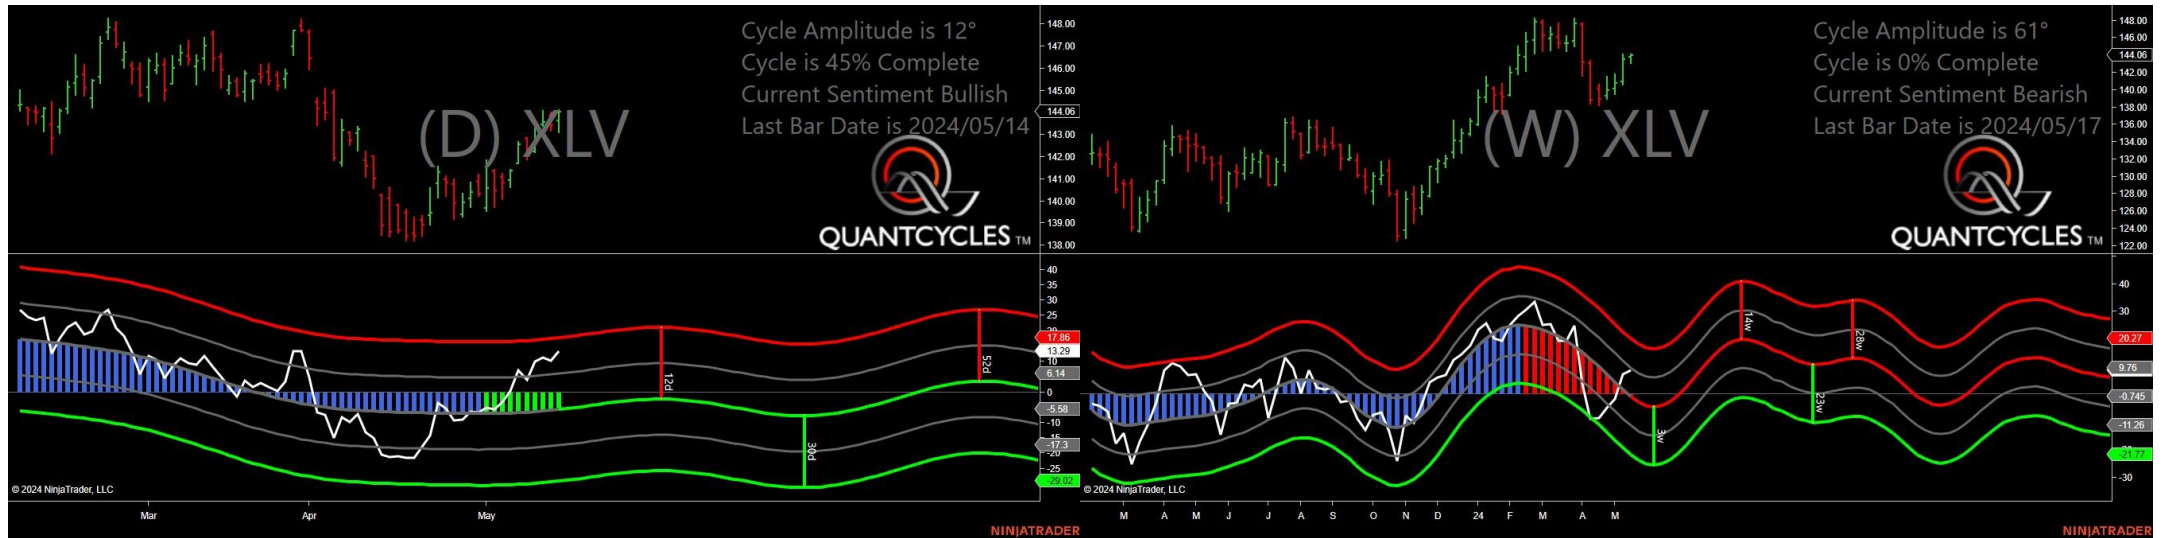 Cycle Amplitude is 12°
Cycle is 45% Complete
Current Sentiment Bullish
Last Bar Date is 2024/05/14
(D) XLV
QUANTCYCLES TM
148.00
147.00
146.00
145.00
144.06
143.00
142.00
141.00
140.00
139.00
138.00
40
35
30
25
17.86
13.29
10
6.14
0
-5.58
-10
-17.3
-20
-25
-29.02
12d
30d
52d
© 2024 NinjaTrader, LLC
Mar Apr May
NINJATRADER
Cycle Amplitude is 61°
Cycle is 0% Complete
Current Sentiment Bearish
Last Bar Date is 2024/05/17
(W) XLV
QUANTCYCLES TM
148.00
146.00
144.06
142.00
140.00
138.00
136.00
134.00
132.00
130.00
128.00
126.00
124.00
122.00
40
30
20.27
9.76
-0.745
-11.26
-21.77
-30
3w
14w
23w
28w
© 2024 NinjaTrader, LLC
M A M J J A S O N D 24 F M A M
NINJATRADER